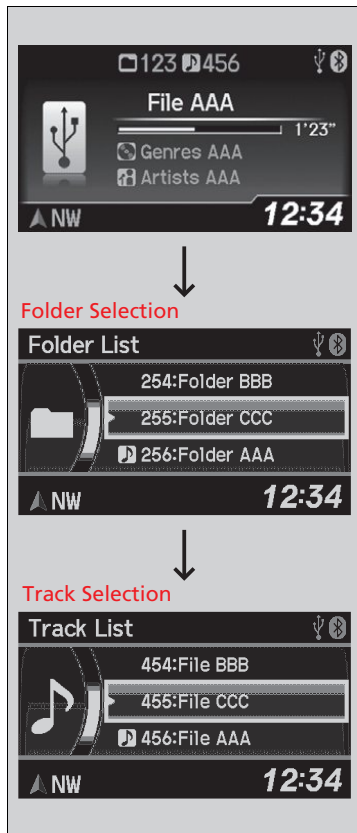 123 456
File AAA
1'23"
Genres AAA
Artists AAA
NW 12:34
Folder Selection
Folder List
254:Folder BBB
255:Folder CCC
256:Folder AAA
NW 12:34
Track Selection
Track List
454:File BBB
455:File CCC
456:File AAA
NW 12:34